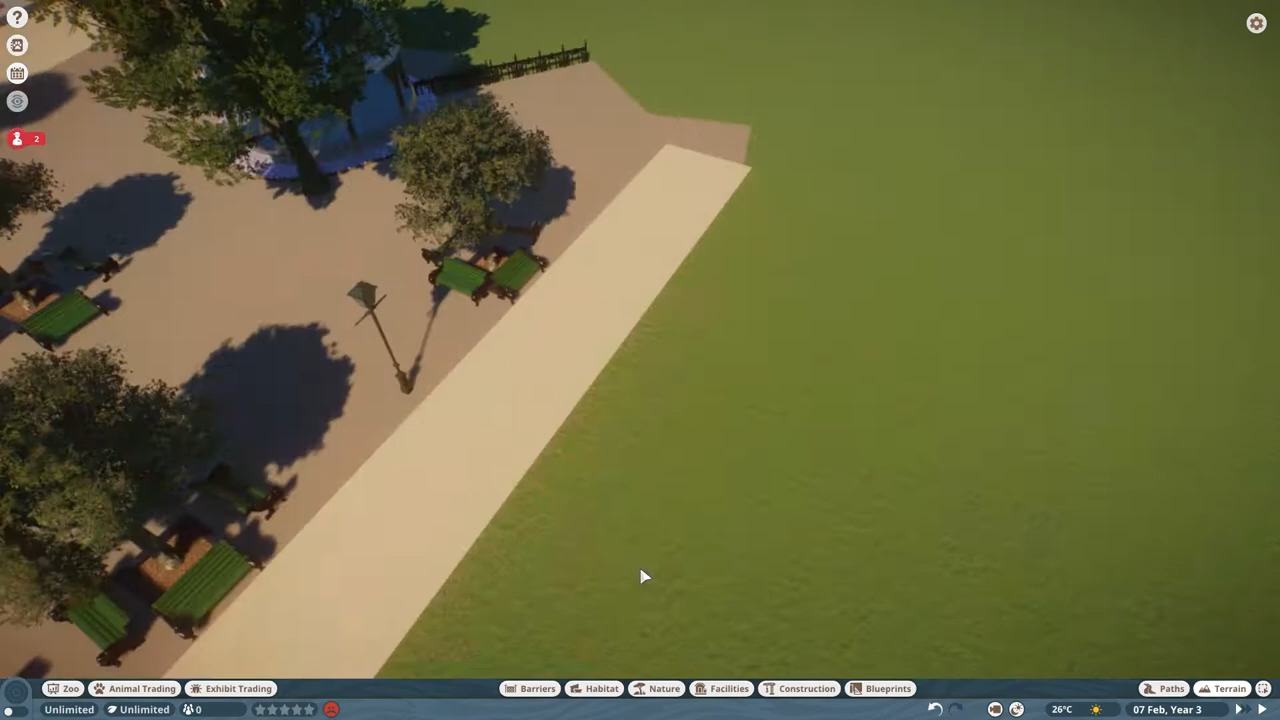 ?
2
Zoo Animal Trading Exhibit Trading Barriers Habitat Nature Facilities Construction Blueprints Paths Terrain
Unlimited Unlimited 0 26°C 07 Feb, Year 3